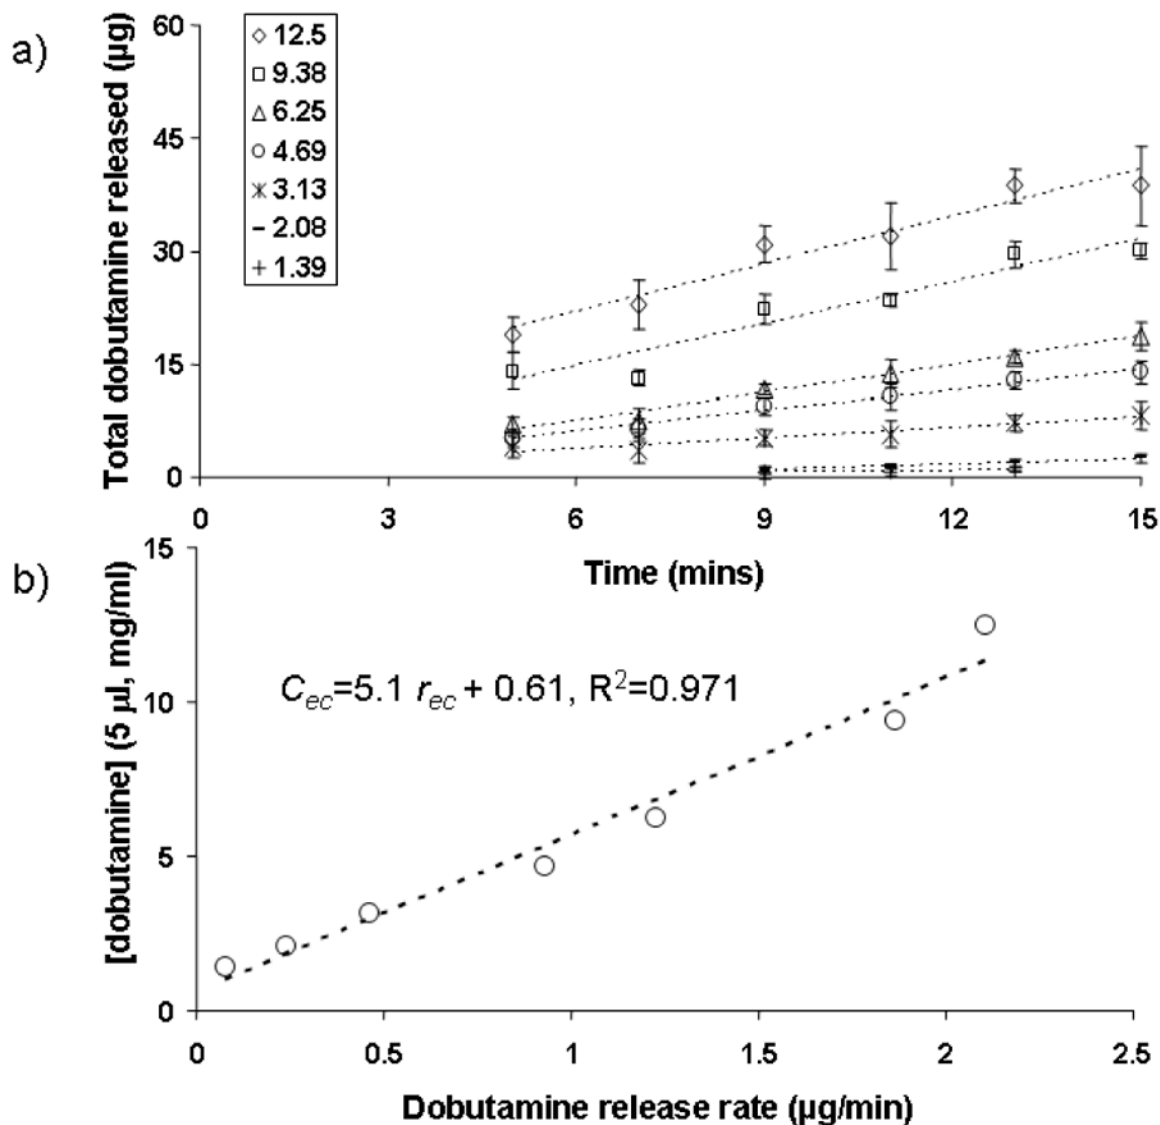 a)
Total dobutamine released (µg)
60
45
30
15
0
12.5
9.38
6.25
4.69
3.13
2.08
1.39
0 3 6 9 12 15
Time (mins)
b)
[dobutamine] (5 µl, mg/ml)
15
10
5
0
C_ec=5.1 r_ec + 0.61, R²=0.971
0 0.5 1 1.5 2 2.5
Dobutamine release rate (µg/min)